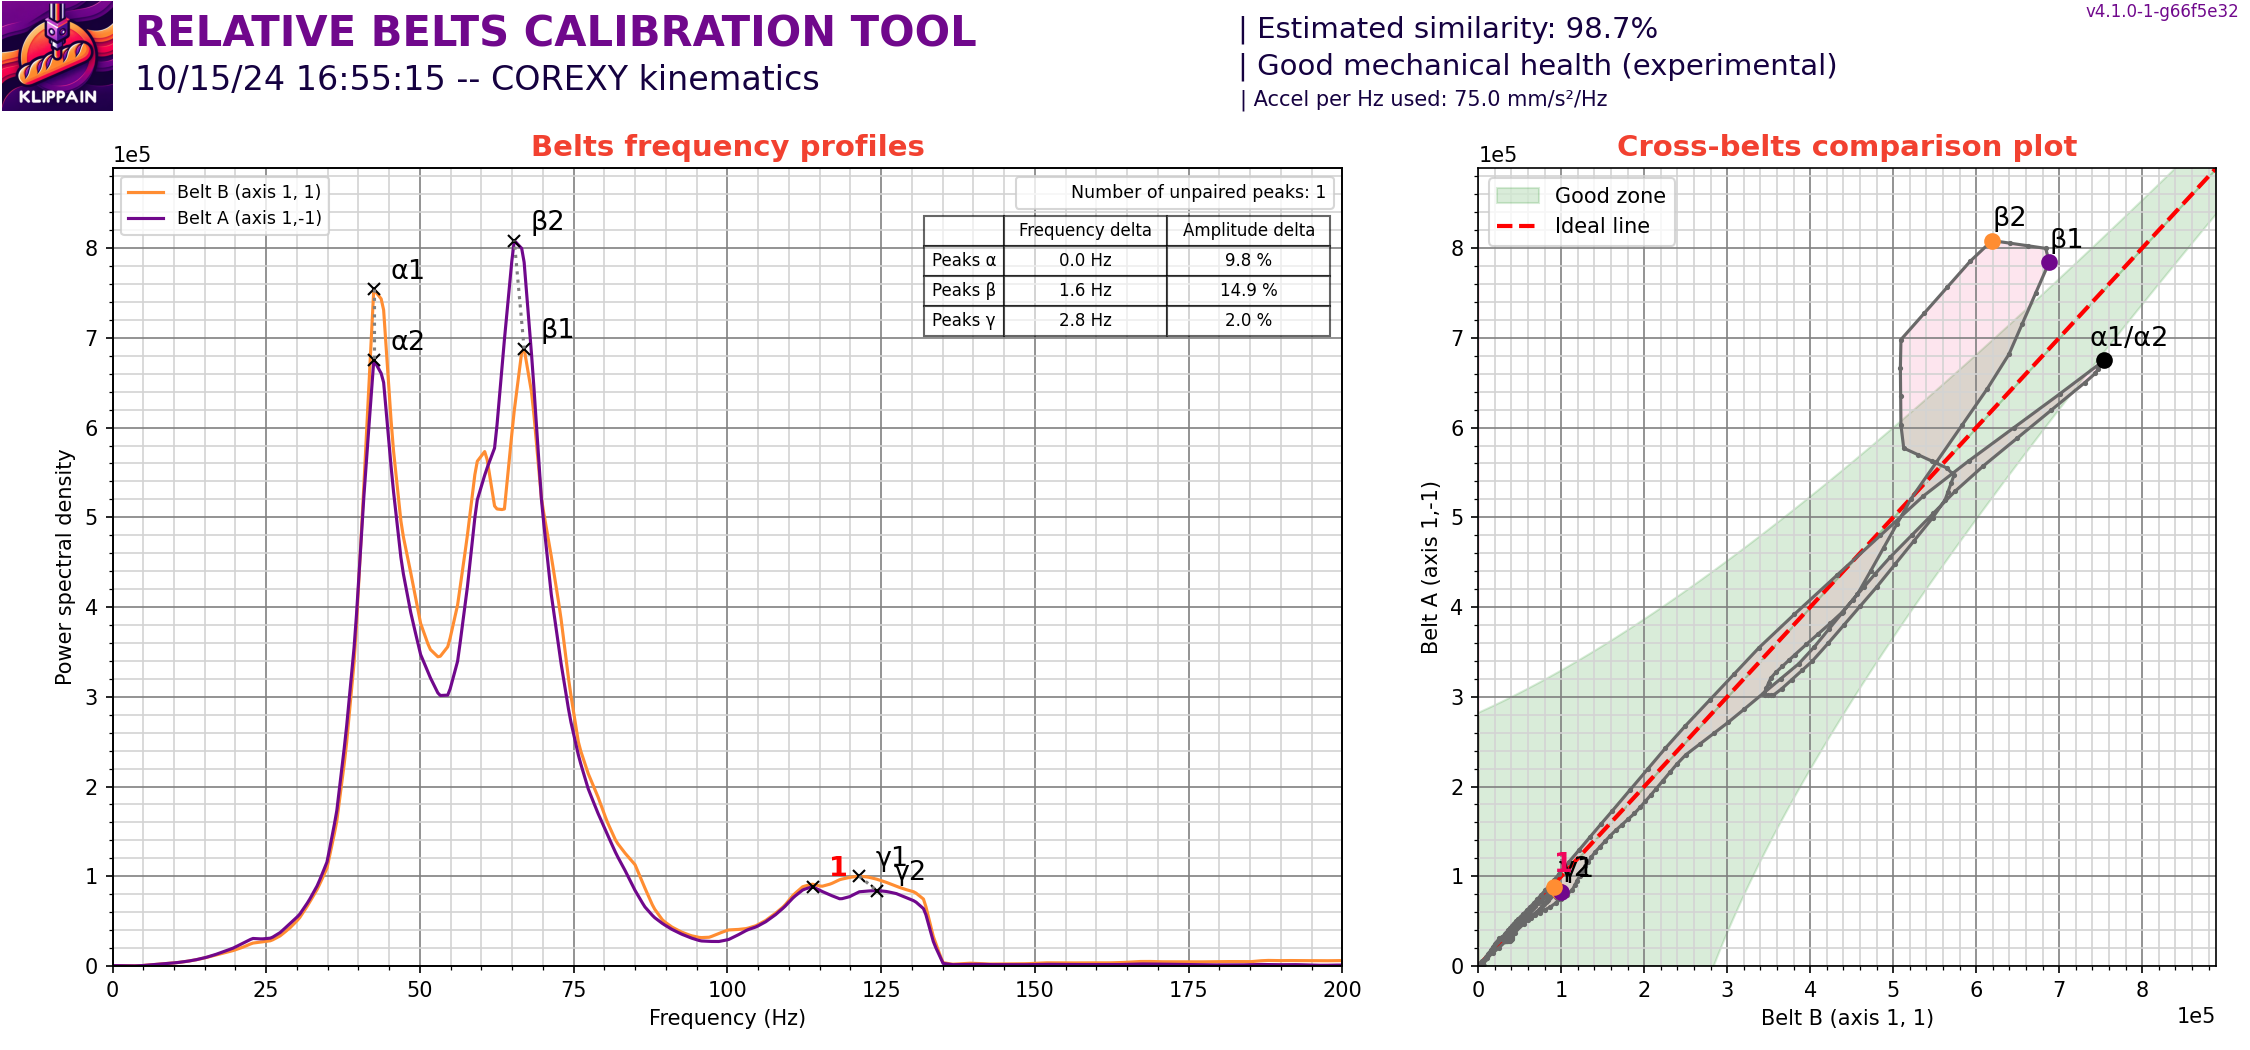 KLIPPAIN
RELATIVE BELTS CALIBRATION TOOL
10/15/24 16:55:15 -- COREXY kinematics
| Estimated similarity: 98.7%
| Good mechanical health (experimental)
| Accel per Hz used: 75.0 mm/s²/Hz
v4.1.0-1-g66f5e32
Belts frequency profiles
1e5
Belt B (axis 1, 1)
Belt A (axis 1,-1)
Number of unpaired peaks: 1
Frequency delta Amplitude delta
Peaks α 0.0 Hz 9.8 %
Peaks β 1.6 Hz 14.9 %
Peaks γ 2.8 Hz 2.0 %
α1
α2
β2
β1
1
γ1
γ2
8
7
6
5
4
3
2
1
0
Power spectral density
0 25 50 75 100 125 150 175 200
Frequency (Hz)
Cross-belts comparison plot
1e5
Good zone
Ideal line
β2
β1
α1/α2
1
γ2
8
7
6
5
4
3
2
1
0
Belt A (axis 1,-1)
0 1 2 3 4 5 6 7 8
Belt B (axis 1, 1)
1e5